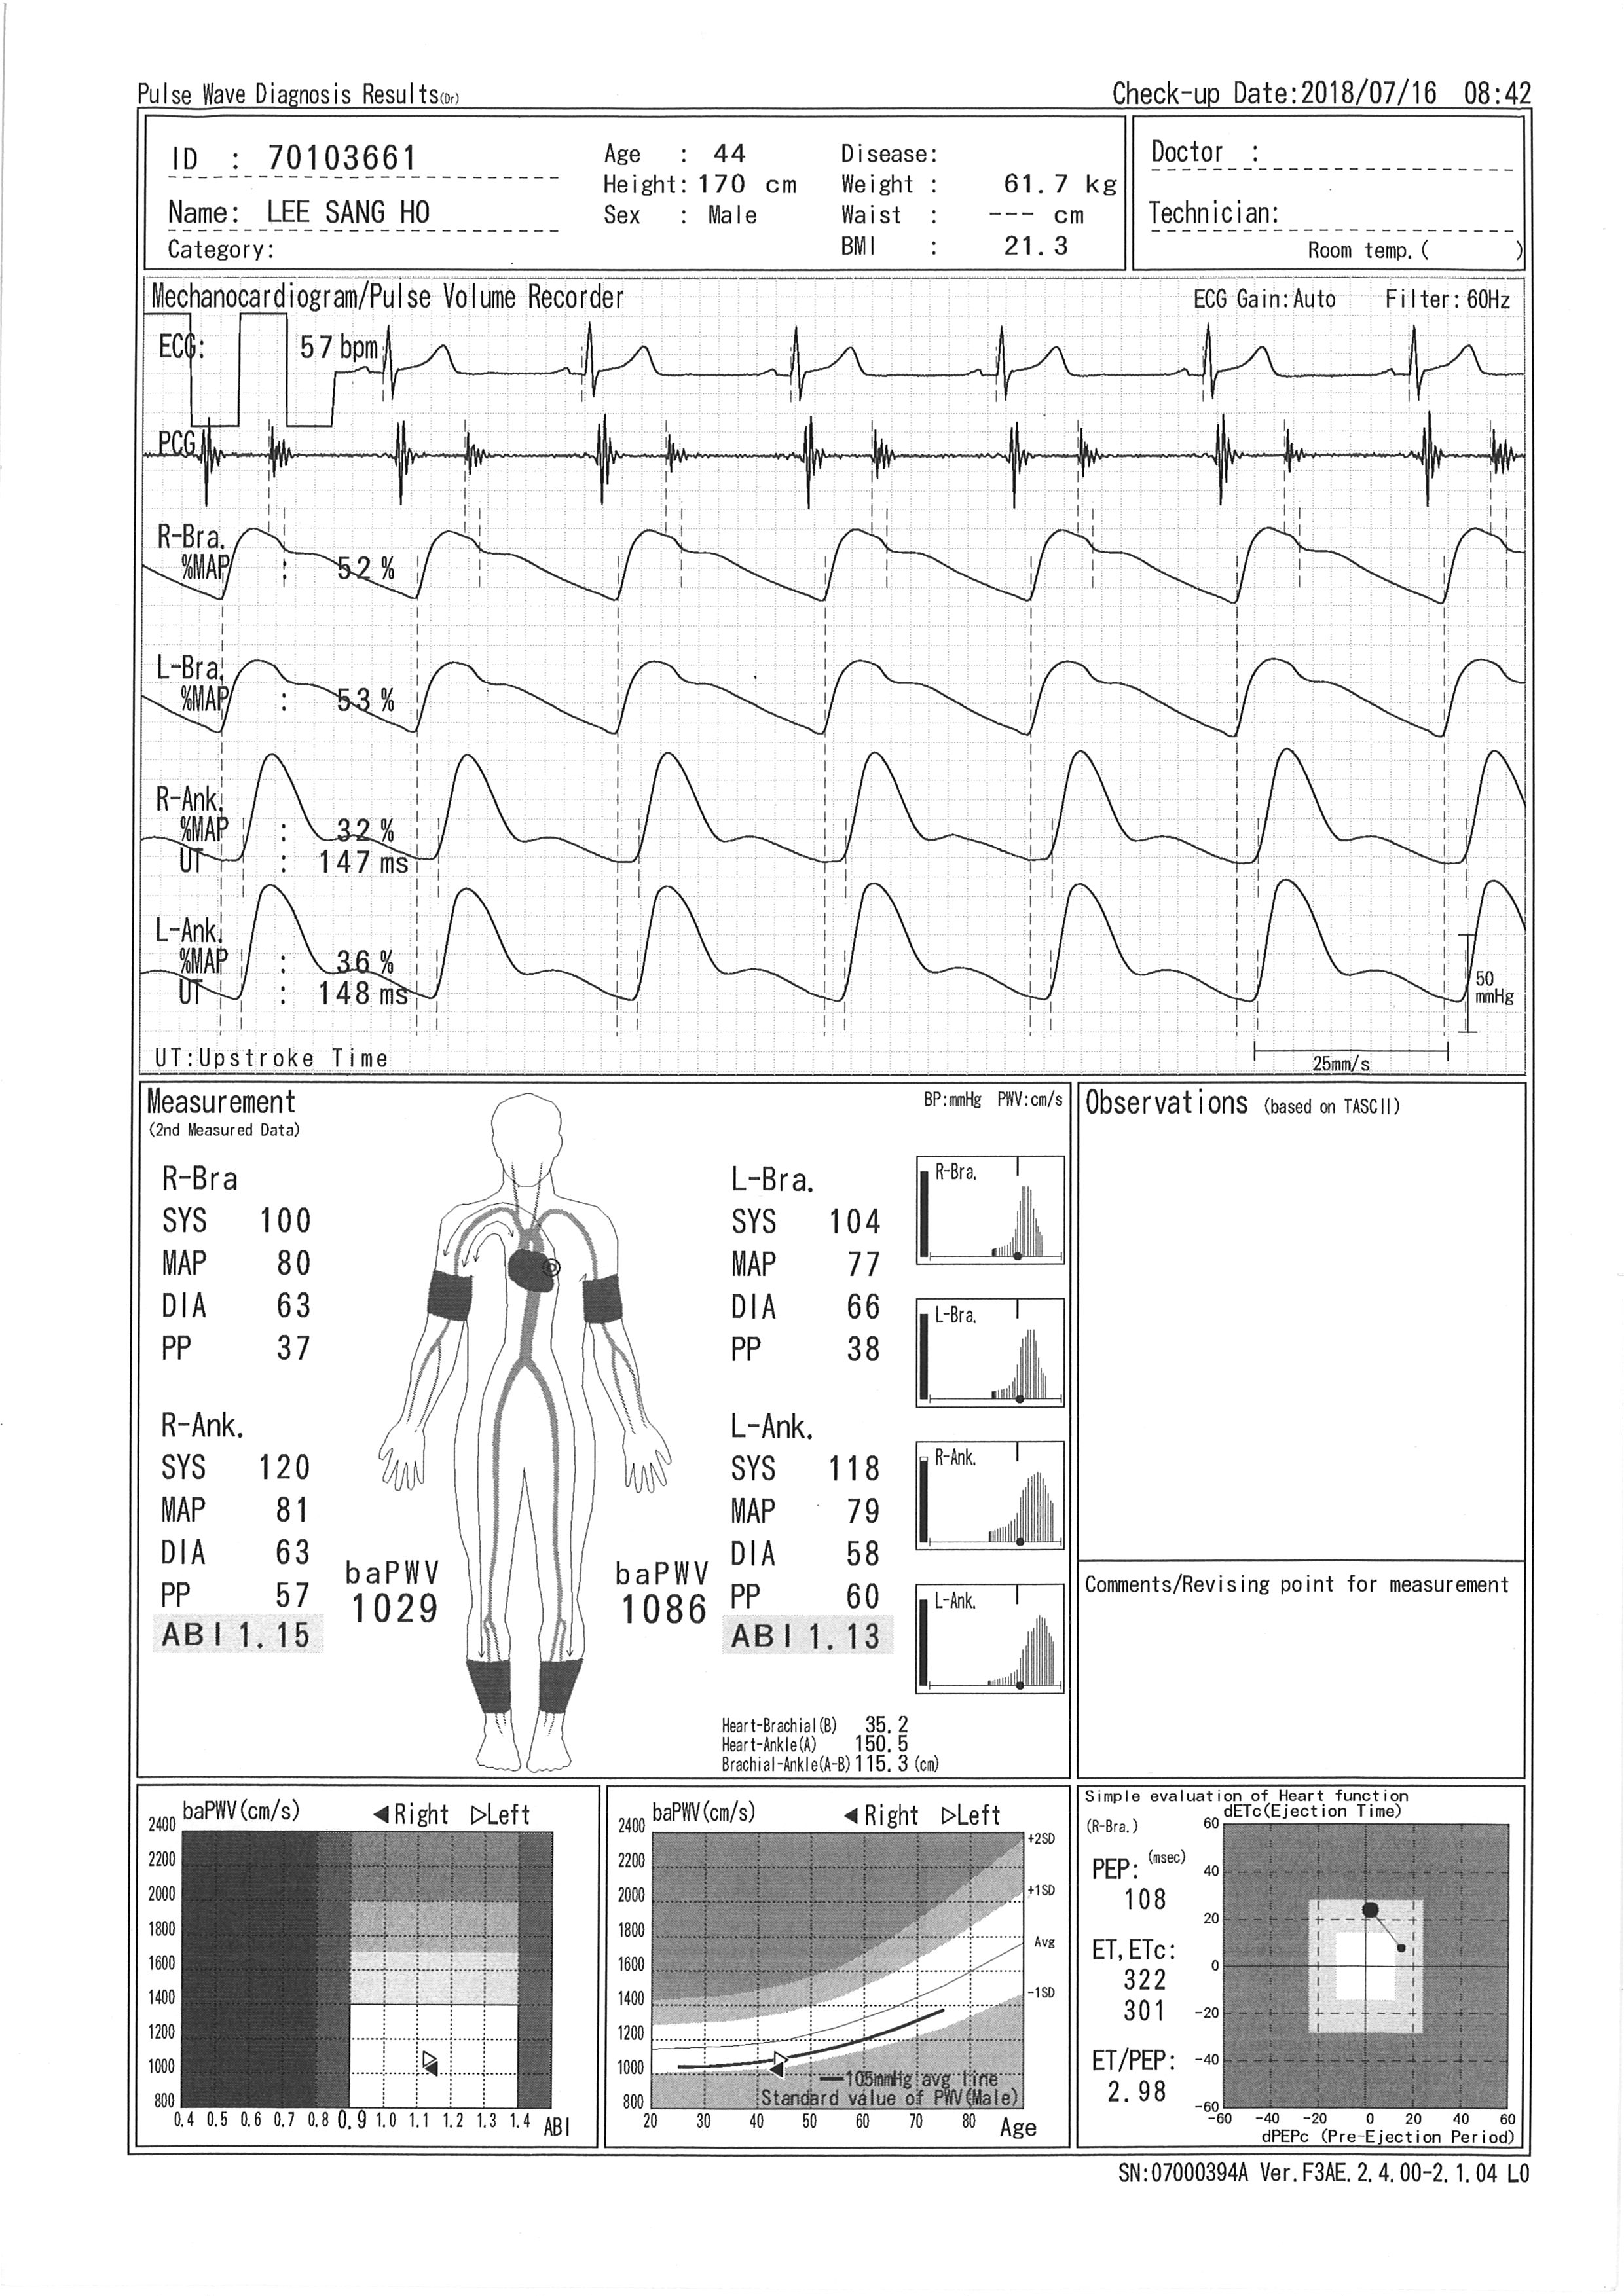 Pulse Wave Diagnosis Results(Dr)
Check-up Date:2018/07/16 08:42
ID : 70103661
Name: LEE SANG HO
Category:
Age : 44
Height: 170 cm
Sex : Male
Disease:
Weight : 61.7 kg
Waist : --- cm
BMI : 21.3
Doctor :
Technician:
Room temp.( )
Mechanocardiogram/Pulse Volume Recorder
ECG Gain:Auto Filter:60Hz
ECG: 57 bpm
PCG
R-Bra.
%MAP : 52 %
L-Bra.
%MAP : 53 %
R-Ank.
%MAP : 32 %
UT : 147 ms
L-Ank.
%MAP : 36 %
UT : 148 ms
50
mmHg
UT:Upstroke Time
25mm/s
Measurement
(2nd Measured Data)
BP:mmHg PWV:cm/s
R-Bra
SYS 100
MAP 80
DIA 63
PP 37
L-Bra.
SYS 104
MAP 77
DIA 66
PP 38
R-Ank.
SYS 120
MAP 81
DIA 63
PP 57
ABI 1.15
baPWV
1029
baPWV
1086
L-Ank.
SYS 118
MAP 79
DIA 58
PP 60
ABI 1.13
R-Bra.
L-Bra.
R-Ank.
L-Ank.
Heart-Brachial(B) 35.2
Heart-Ankle(A) 150.5
Brachial-Ankle(A-B) 115.3 (cm)
Observations (based on TASCII)
Comments/Revising point for measurement
baPWV(cm/s) ◀Right ▷Left
2400
2200
2000
1800
1600
1400
1200
1000
800
0.4 0.5 0.6 0.7 0.8 0.9 1.0 1.1 1.2 1.3 1.4 ABI
baPWV(cm/s) ◀Right ▷Left
2400
2200
2000
1800
1600
1400
1200
1000
800
+2SD
+1SD
Avg
-1SD
105mmHg avg line
Standard value of PWV(Male)
20 30 40 50 60 70 80 Age
Simple evaluation of Heart function
dETc(Ejection Time)
(R-Bra.)
(msec)
PEP:
108
ET,ETc:
322
301
ET/PEP:
2.98
60
40
20
0
-20
-40
-60
-60 -40 -20 0 20 40 60
dPEPc (Pre-Ejection Period)
SN:07000394A Ver.F3AE.2.4.00-2.1.04 L0